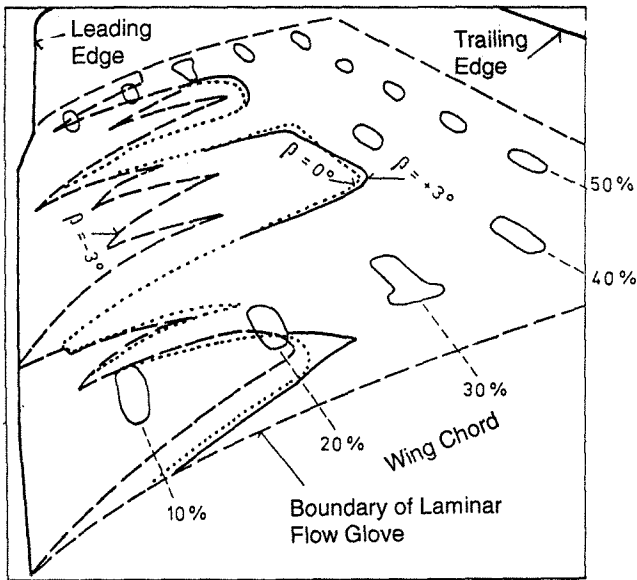 Leading
Edge
Trailing
Edge
β = 0°
β = +3°
β = -3°
50%
40%
30%
20%
10%
Wing Chord
Boundary of Laminar
Flow Glove